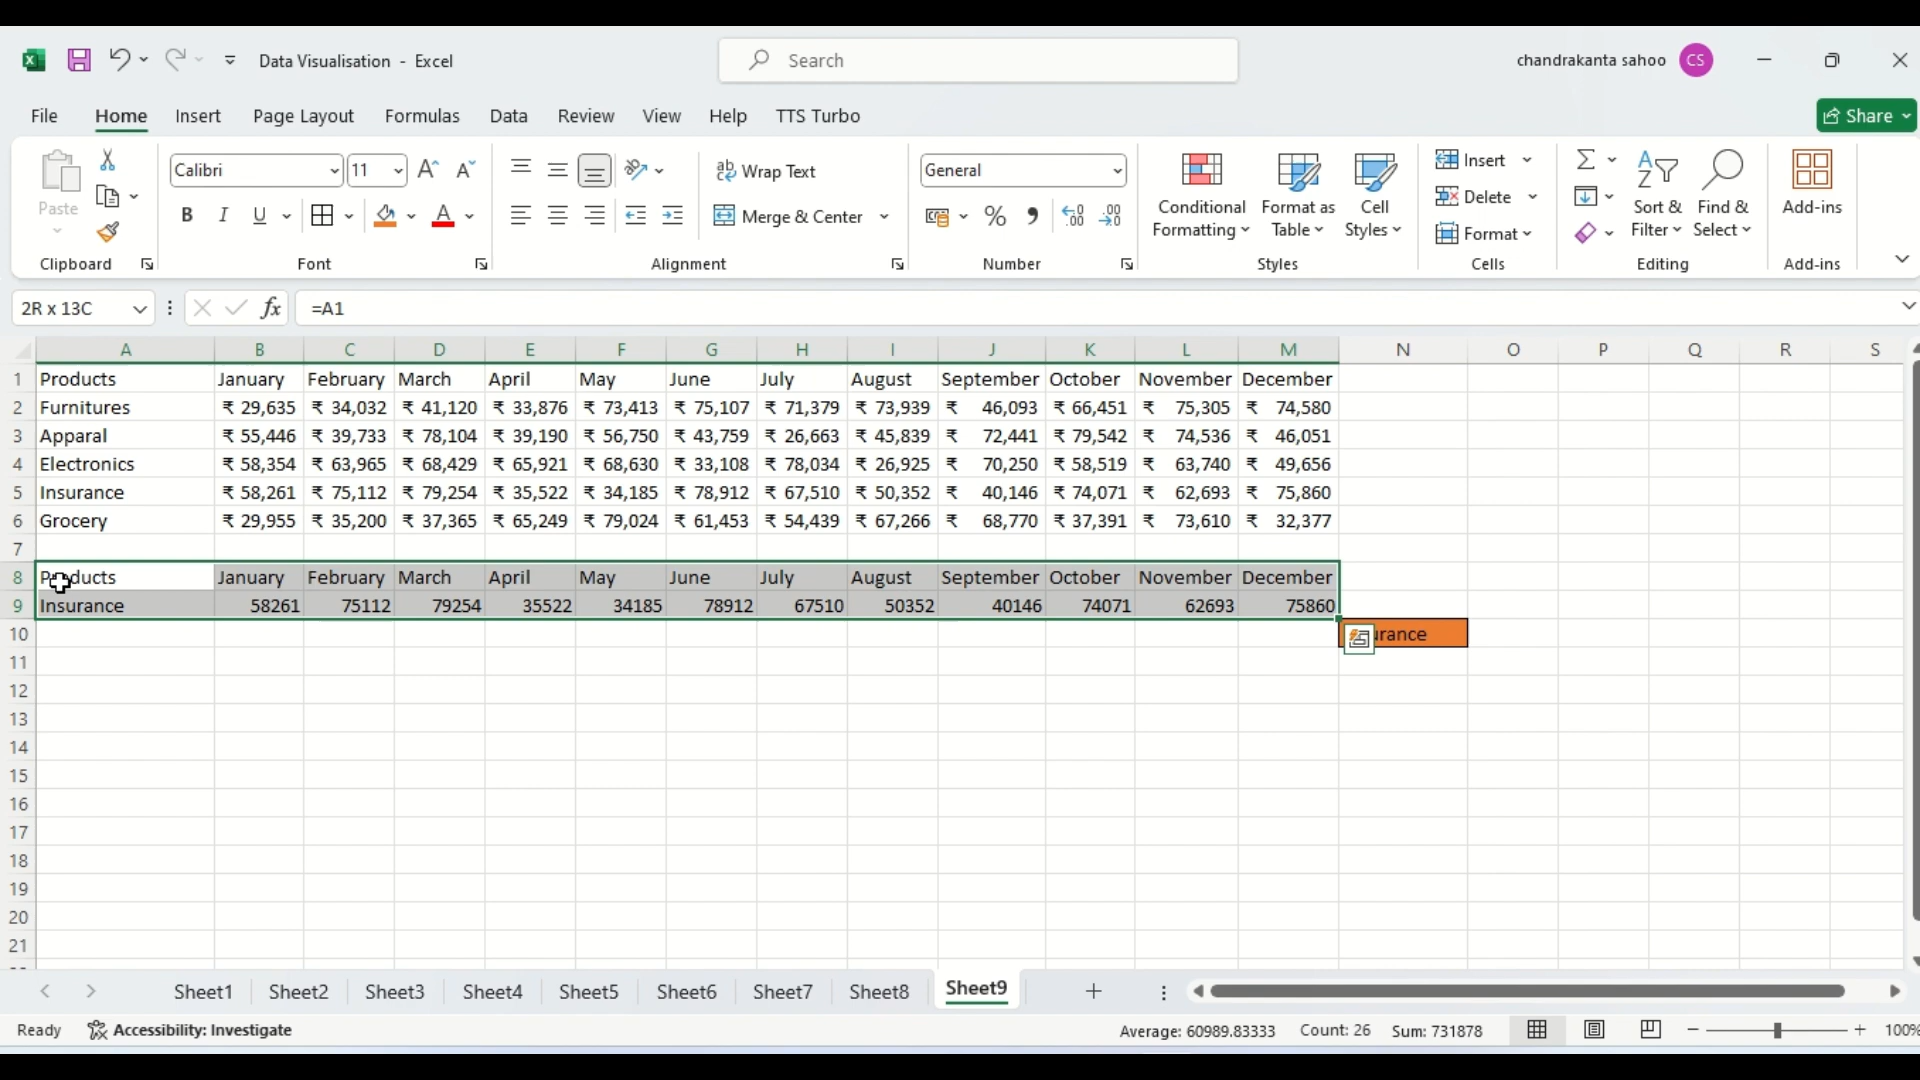 Data Visualisation - Excel
Search
chandrakanta sahoo CS
File Home Insert Page Layout Formulas Data Review View Help TTS Turbo Share
Paste
Clipboard
Calibri 11
B I U A
Font
ab Wrap Text
Merge & Center
Alignment
General
%
Number
Conditional Formatting
Format as Table
Cell Styles
Styles
Insert
Delete
Format
Cells
Sort & Filter
Find & Select
Editing
Add-ins
Add-ins
2R x 13C fx =A1
A B C D E F G H I J K L M N O P Q R S
1 Products January February March April May June July August September October November December
2 Furnitures ₹ 29,635 ₹ 34,032 ₹ 41,120 ₹ 33,876 ₹ 73,413 ₹ 75,107 ₹ 71,379 ₹ 73,939 ₹ 46,093 ₹ 66,451 ₹ 75,305 ₹ 74,580
3 Apparal ₹ 55,446 ₹ 39,733 ₹ 78,104 ₹ 39,190 ₹ 56,750 ₹ 43,759 ₹ 26,663 ₹ 45,839 ₹ 72,441 ₹ 79,542 ₹ 74,536 ₹ 46,051
4 Electronics ₹ 58,354 ₹ 63,965 ₹ 68,429 ₹ 65,921 ₹ 68,630 ₹ 33,108 ₹ 78,034 ₹ 26,925 ₹ 70,250 ₹ 58,519 ₹ 63,740 ₹ 49,656
5 Insurance ₹ 58,261 ₹ 75,112 ₹ 79,254 ₹ 35,522 ₹ 34,185 ₹ 78,912 ₹ 67,510 ₹ 50,352 ₹ 40,146 ₹ 74,071 ₹ 62,693 ₹ 75,860
6 Grocery ₹ 29,955 ₹ 35,200 ₹ 37,365 ₹ 65,249 ₹ 79,024 ₹ 61,453 ₹ 54,439 ₹ 67,266 ₹ 68,770 ₹ 37,391 ₹ 73,610 ₹ 32,377
7
8 Products January February March April May June July August September October November December
9 Insurance 58261 75112 79254 35522 34185 78912 67510 50352 40146 74071 62693 75860
10 urance
11
12
13
14
15
16
17
18
19
20
21
Sheet1 Sheet2 Sheet3 Sheet4 Sheet5 Sheet6 Sheet7 Sheet8 Sheet9
Ready Accessibility: Investigate Average: 60989.83333 Count: 26 Sum: 731878 100%